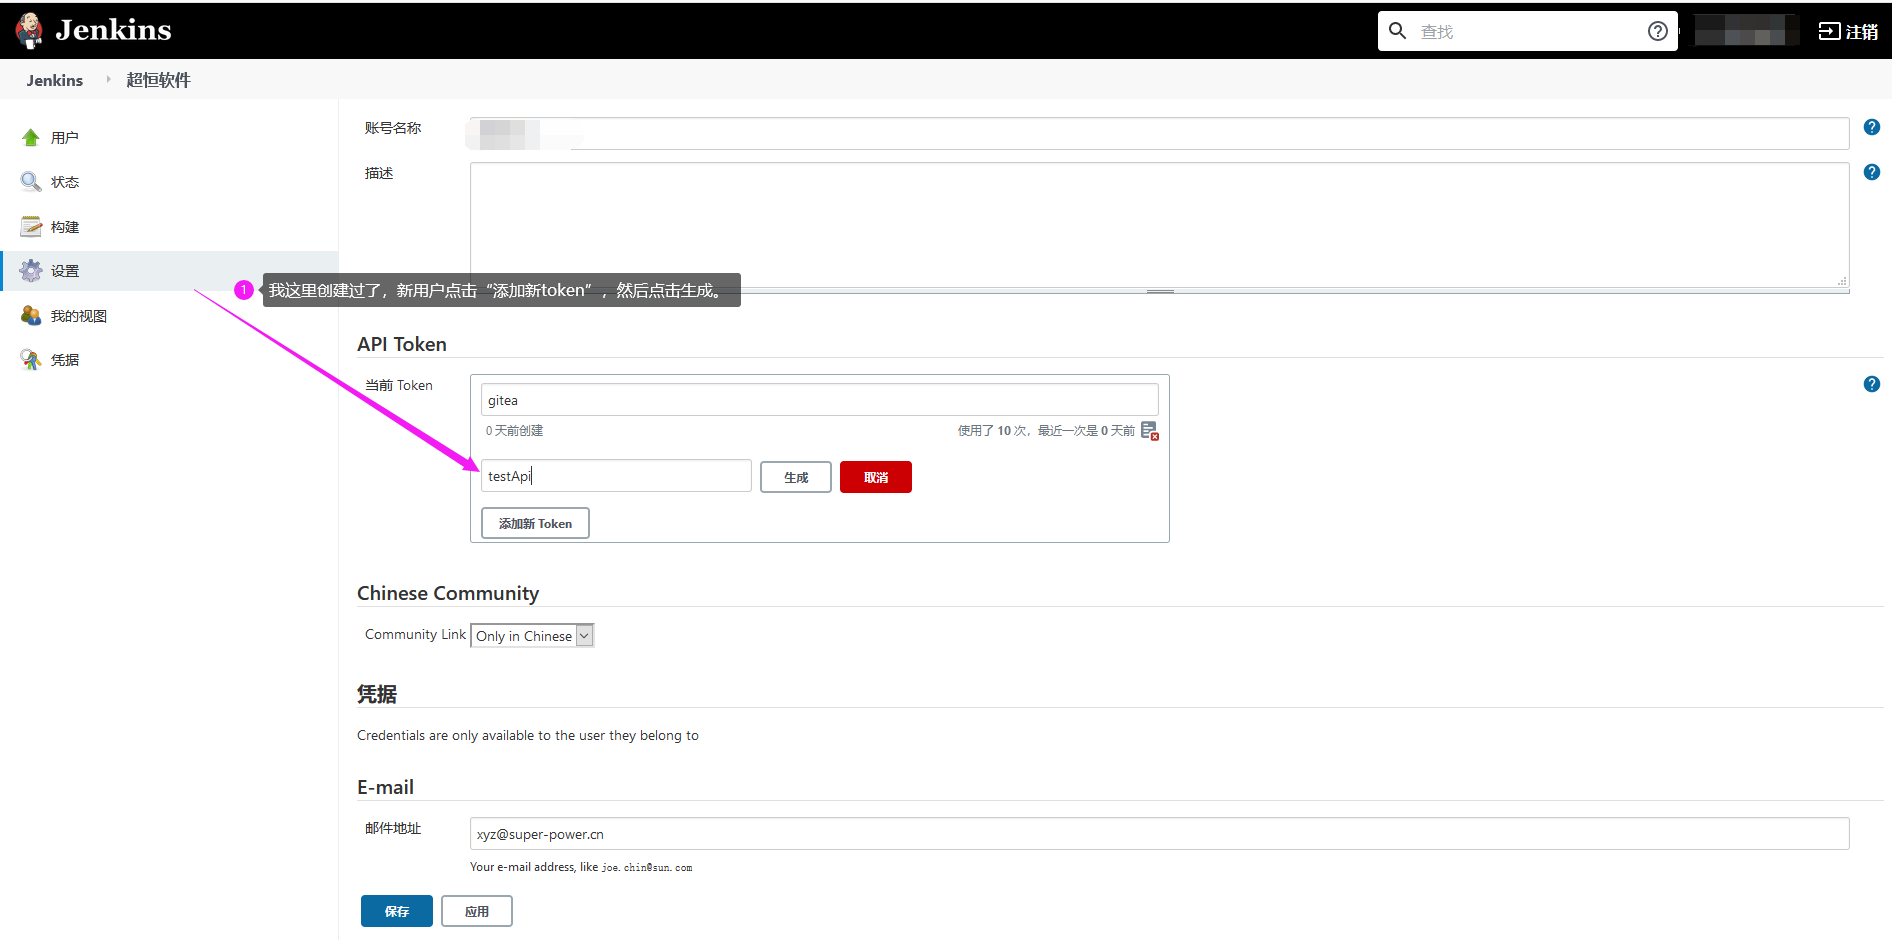 Jenkins
查找
注销
Jenkins
超恒软件
用户
状态
构建
设置
我的视图
凭据
账号名称
描述
1 我这里创建过了，新用户点击“添加新token”，然后点击生成。
API Token
当前 Token
gitea
0 天前创建
使用了 10 次，最近一次是 0 天前
testApi
生成
取消
添加新 Token
Chinese Community
Community Link
Only in Chinese
凭据
Credentials are only available to the user they belong to
E-mail
邮件地址
xyz@super-power.cn
Your e-mail address, like joe.chin@sun.com
保存
应用